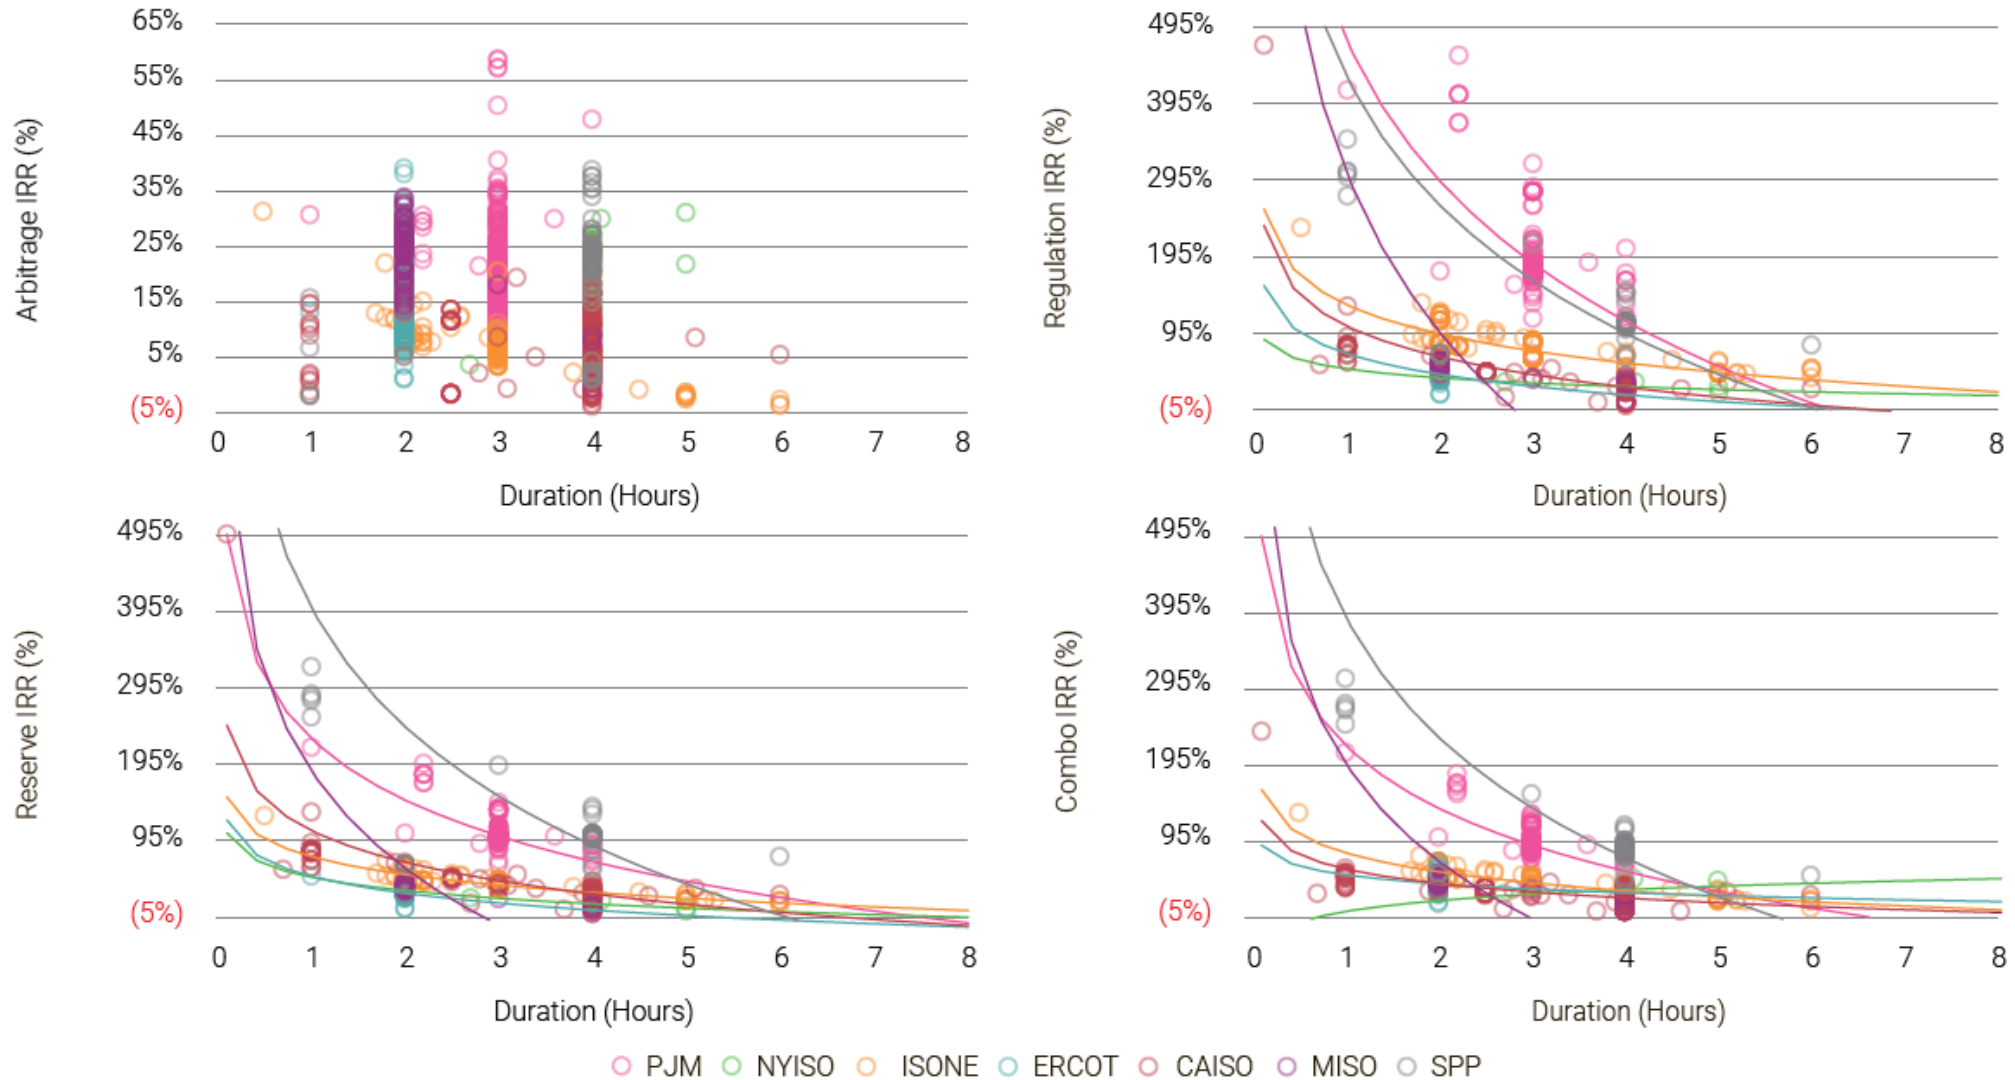 65%
55%
45%
35%
25%
15%
5%
(5%)
Arbitrage IRR (%)
0 1 2 3 4 5 6 7 8
Duration (Hours)
495%
395%
295%
195%
95%
(5%)
Regulation IRR (%)
0 1 2 3 4 5 6 7 8
Duration (Hours)
495%
395%
295%
195%
95%
(5%)
Reserve IRR (%)
0 1 2 3 4 5 6 7 8
Duration (Hours)
495%
395%
295%
195%
95%
(5%)
Combo IRR (%)
0 1 2 3 4 5 6 7 8
Duration (Hours)
PJM NYISO ISONE ERCOT CAISO MISO SPP